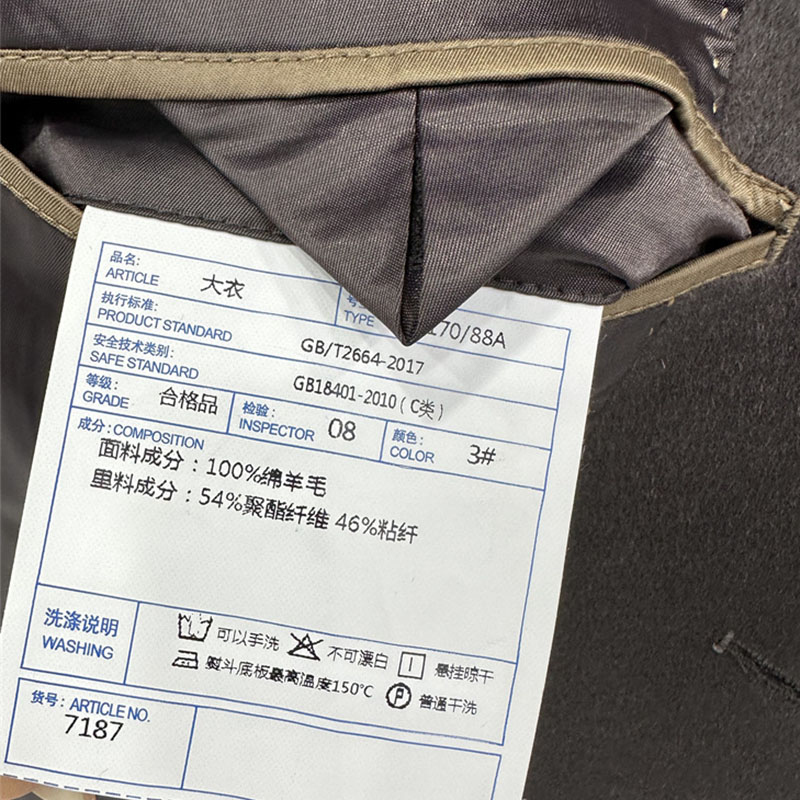 品名:
ARTICLE 大衣
TYPE 170/88A
执行标准:
PRODUCT STANDARD GB/T2664-2017
安全技术类别:
SAFE STANDARD GB18401-2010(C类)
等级:
GRADE 合格品
检验:
INSPECTOR 08
颜色:
COLOR 3#
成分:COMPOSITION
面料成分:100%绵羊毛
里料成分:54%聚酯纤维 46%粘纤
洗涤说明
WASHING
可以手洗 不可漂白 悬挂晾干
熨斗底板最高温度150℃ 普通干洗
货号:ARTICLE NO.
7187